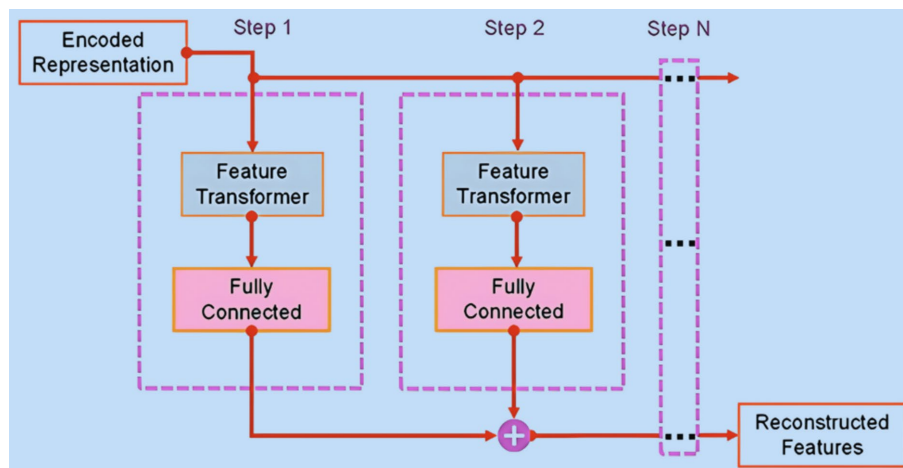 Step 1
Step 2
Step N
Encoded
Representation
Feature
Transformer
Feature
Transformer
Fully
Connected
Fully
Connected
Reconstructed
Features